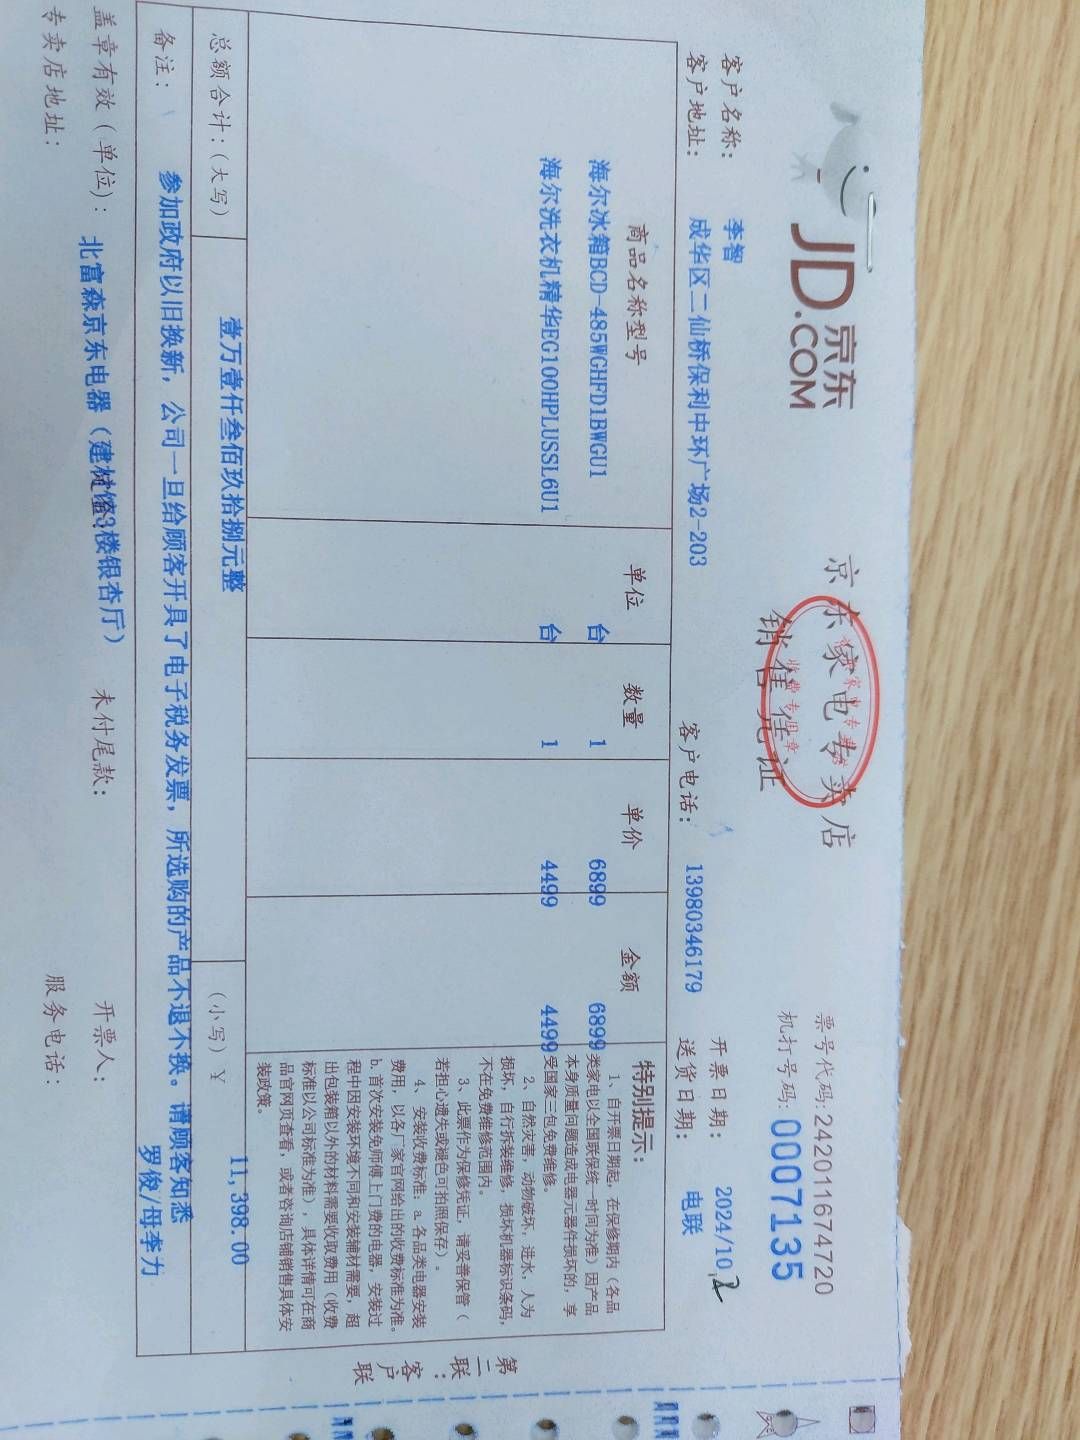 JD京东
JD.COM
京东家电专卖店
销售凭证
票号代码: 2420116747​20
机打号码: 00071​35
客户名称: 李智
客户电话: 13980346179
开票日期: 2024/10.2
客户地址: 成华区二仙桥保利中环广场2-203
送货日期: 电联
商品名称型号 单位 数量 单价 金额
海尔冰箱BCD-485WGHFD1BWGU1 台 1 6899 6899
海尔洗衣机精华EG100HPLUSSL6U1 台 1 4499 4499
特别提示:
1、自开票日期起，在保修期内（各品
类家电以全国联保统一时间为准）因产品
本身质量问题造成电器元器件损坏的，享
受国家三包免费维修。
2、自然灾害，动物破坏，进水，人为
损坏，自行拆装维修，损坏机器标识条码，
不在免费维修范围内。
3、此票作为保修凭证，请妥善保管（
若担心遗失或褪色可拍照保存）。
4、安装收费标准，a.各品类电器安装
费用，以各厂家官网给出的收费标准为准。
b.首次安装免师傅上门费的电器，安装过
程中因安装环境不同和安装辅材需要，超
出包装箱以外的材料需要收取费用（收费
标准以公司标准为准），具体详情可在商
品官网页查看，或者咨询店铺销售具体安
装政策。
总额合计:（大写） 壹万壹仟叁佰玖拾捌元整 （小写）￥ 11,398.00
备注: 参加政府以旧换新，公司一旦给顾客开具了电子税务发票，所选购的产品不退不换。请顾客知悉
罗俊/母李力
盖章有效（单位）: 北富森京东电器（建材馆3楼银杏厅） 未付尾款: 开票人:
专卖店地址: 服务电话:
第二联:客户联